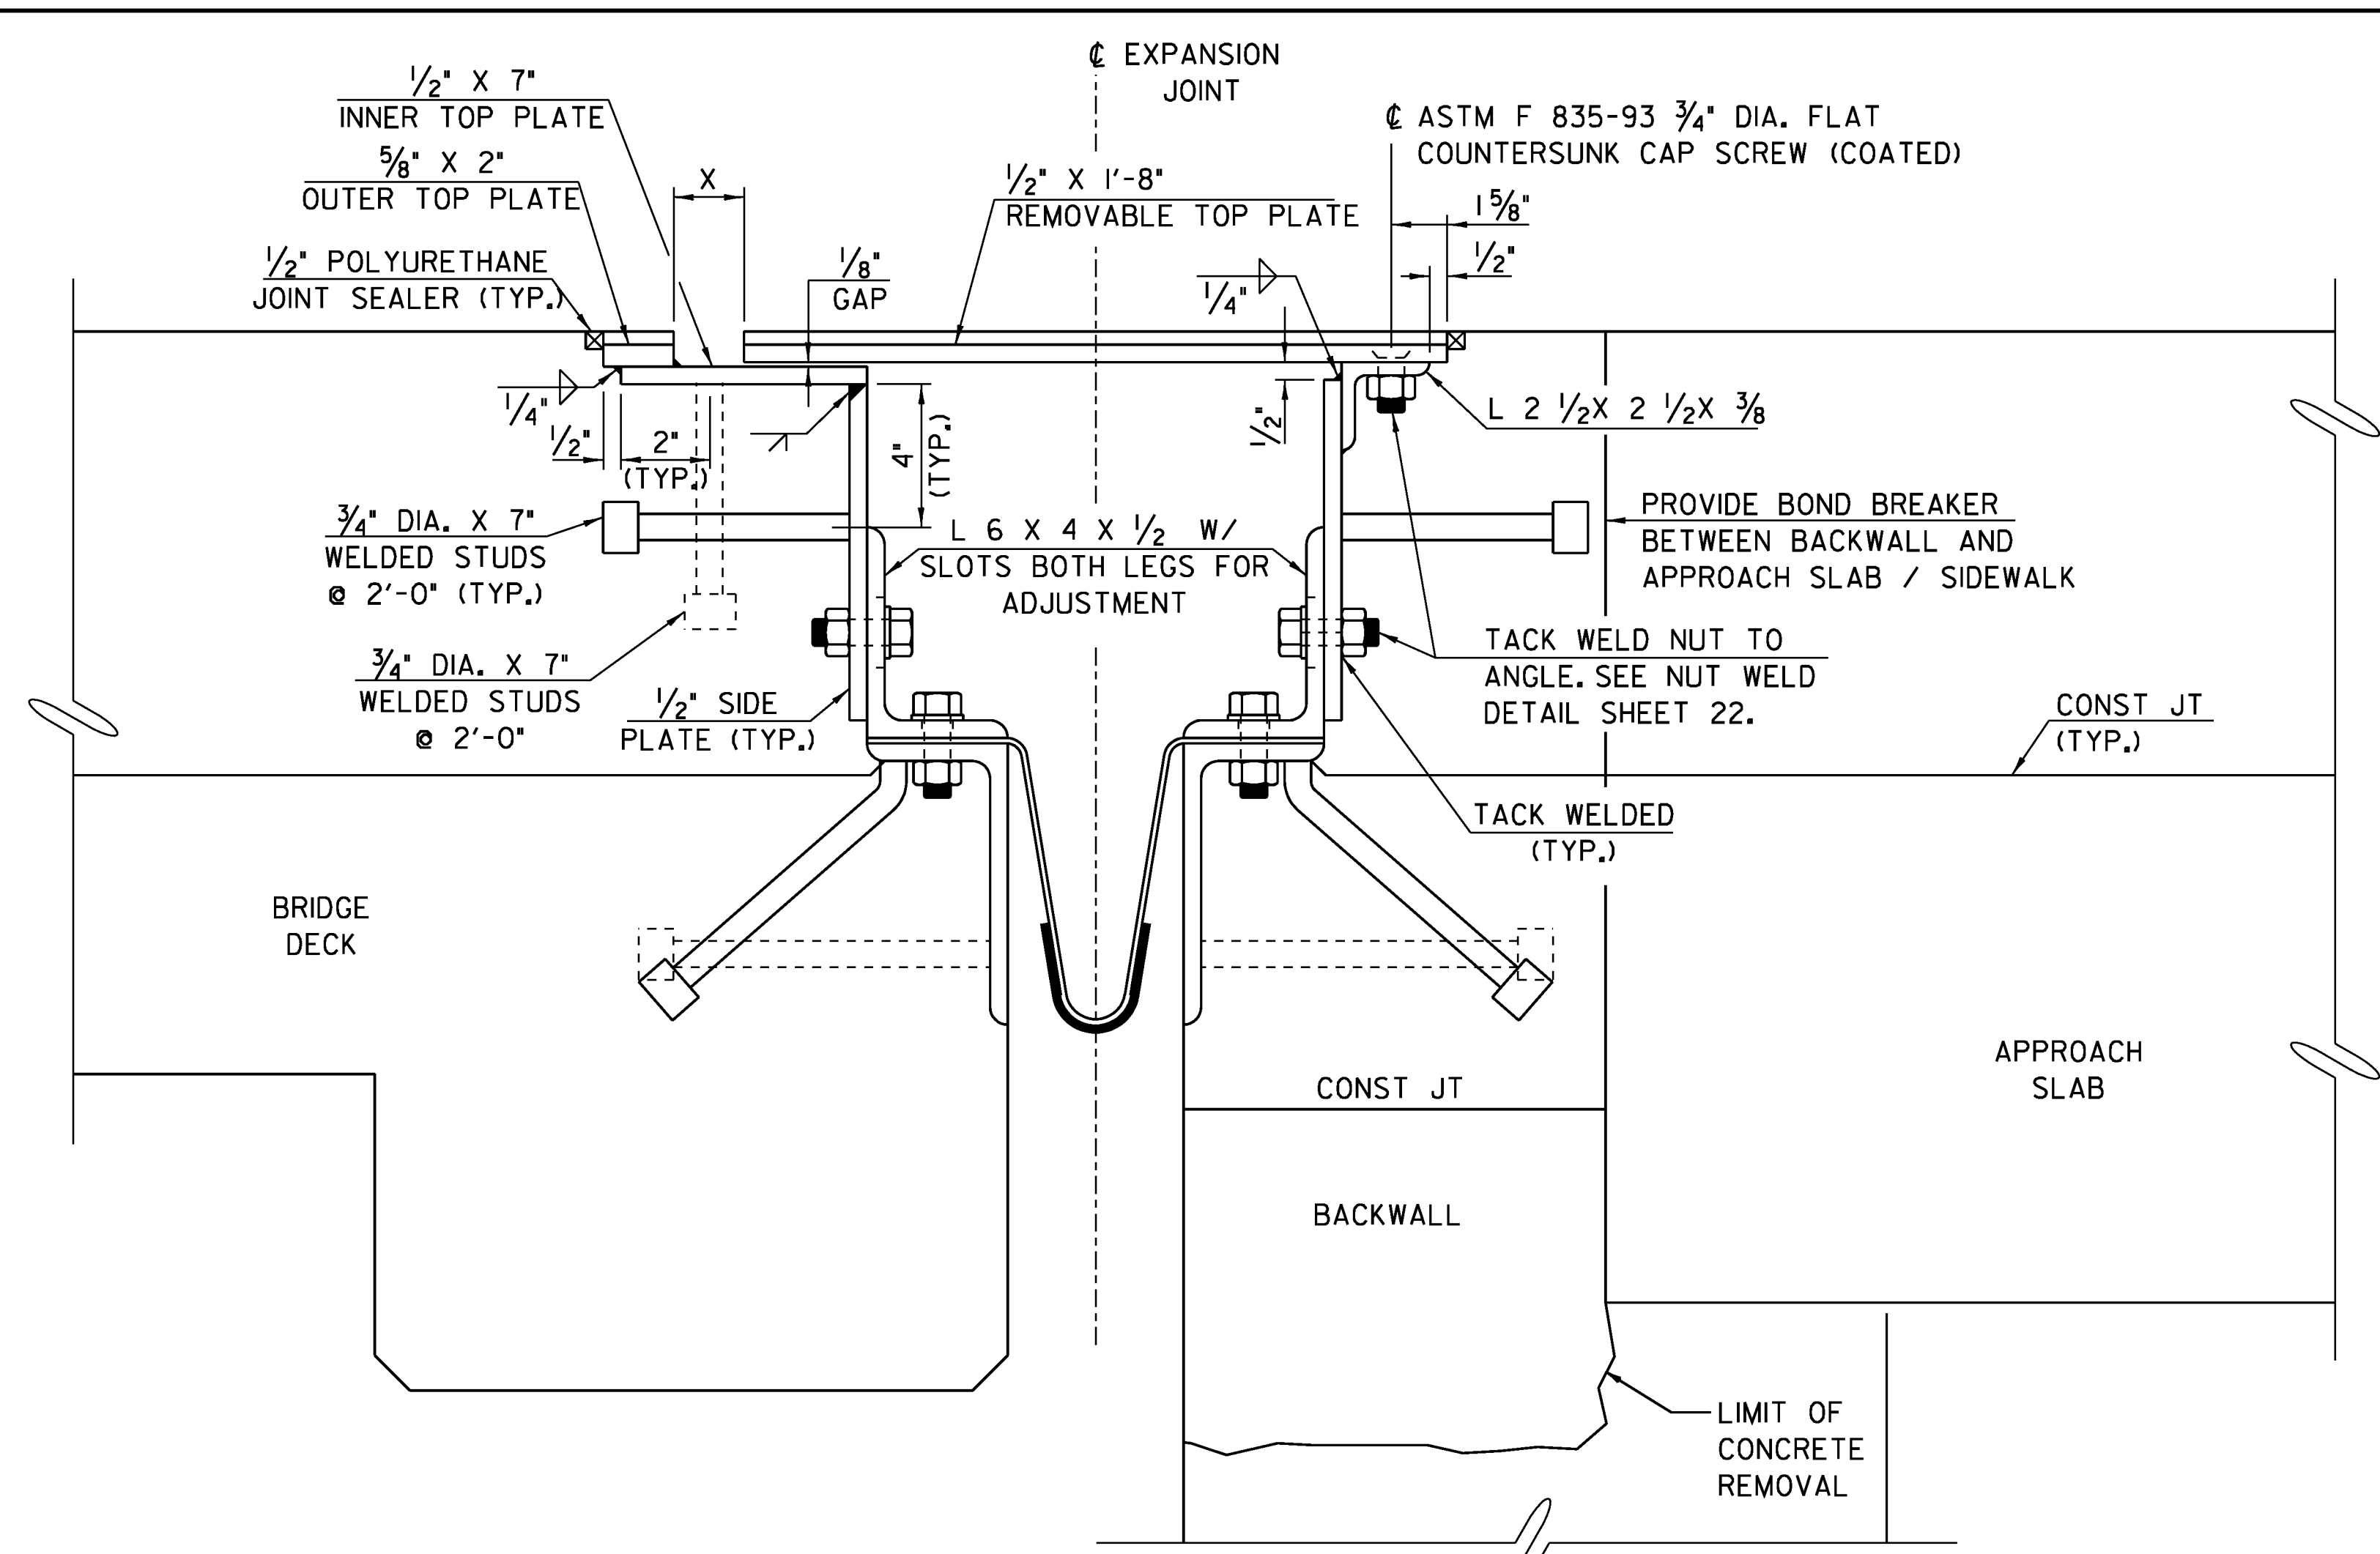 ℄ EXPANSION
JOINT
1/2" X 7"
INNER TOP PLATE
5/8" X 2"
OUTER TOP PLATE
1/2" POLYURETHANE
JOINT SEALER (TYP.)
X
1/8"
GAP
1/2" X 1'-8"
REMOVABLE TOP PLATE
℄ ASTM F 835-93 3/4" DIA. FLAT
COUNTERSUNK CAP SCREW (COATED)
1 5/8"
1/2"
1/4"
1/4"
1/2"
2"
(TYP.)
4"
(TYP.)
1/2"
L 2 1/2X 2 1/2X 3/8
3/4" DIA. X 7"
WELDED STUDS
@ 2'-0" (TYP.)
L 6 X 4 X 1/2 W/
SLOTS BOTH LEGS FOR
ADJUSTMENT
PROVIDE BOND BREAKER
BETWEEN BACKWALL AND
APPROACH SLAB / SIDEWALK
3/4" DIA. X 7"
WELDED STUDS
@ 2'-0"
1/2" SIDE
PLATE (TYP.)
TACK WELD NUT TO
ANGLE. SEE NUT WELD
DETAIL SHEET 22.
CONST JT
(TYP.)
TACK WELDED
(TYP.)
BRIDGE
DECK
APPROACH
SLAB
CONST JT
BACKWALL
LIMIT OF
CONCRETE
REMOVAL